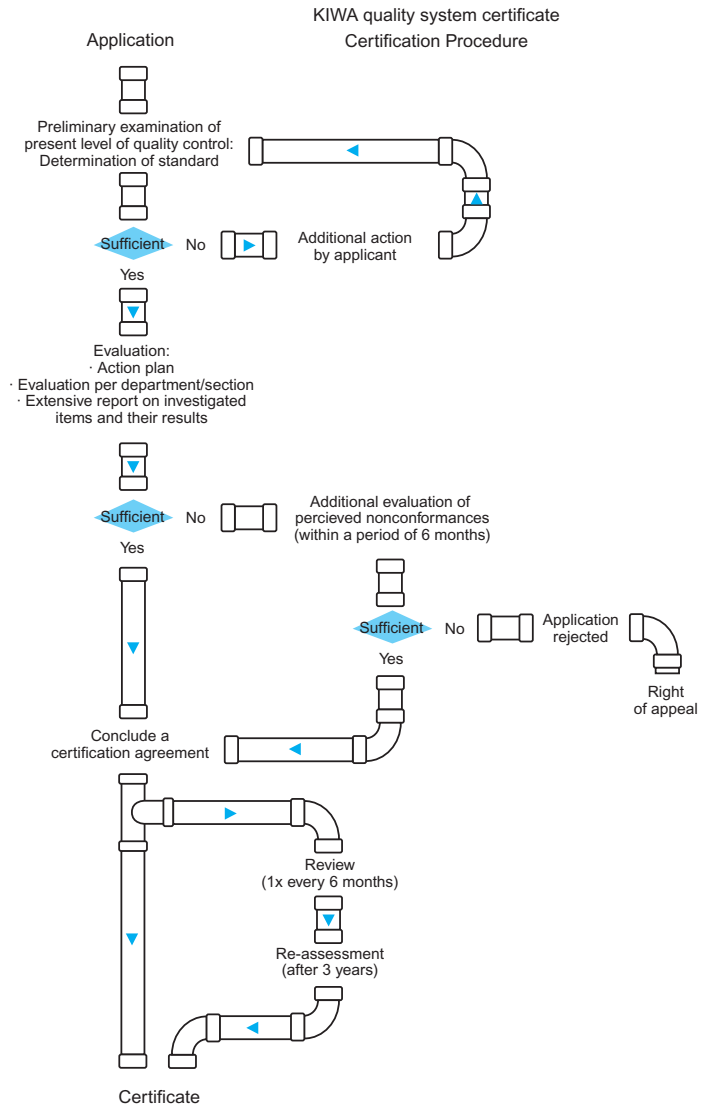 KIWA quality system certificate
Certification Procedure
Application
Preliminary examination of
present level of quality control:
Determination of standard
Sufficient
No
Additional action
by applicant
Yes
Evaluation:
· Action plan
· Evaluation per department/section
· Extensive report on investigated
items and their results
Sufficient
No
Additional evaluation of
percieved nonconformances
(within a period of 6 months)
Yes
Sufficient
No
Application
rejected
Yes
Right
of appeal
Conclude a
certification agreement
Review
(1x every 6 months)
Re-assessment
(after 3 years)
Certificate